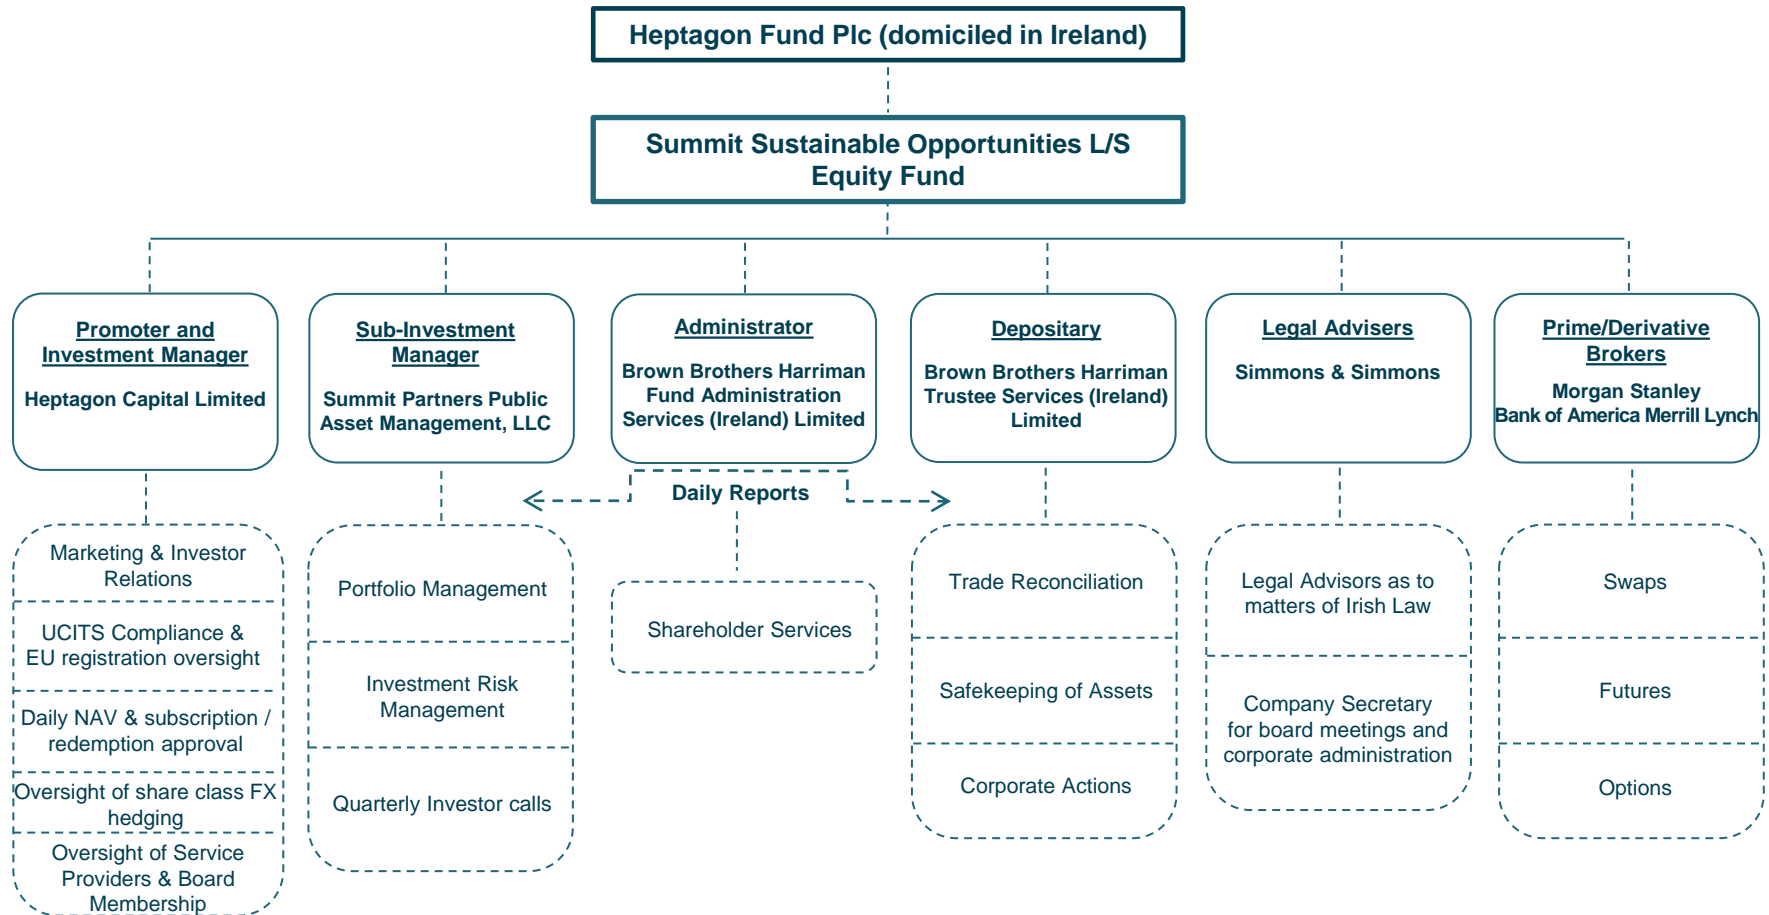 Heptagon Fund Plc (domiciled in Ireland)
Summit Sustainable Opportunities L/S
Equity Fund
Promoter and
Investment Manager
Heptagon Capital Limited
Sub-Investment
Manager
Summit Partners Public
Asset Management, LLC
Administrator
Brown Brothers Harriman
Fund Administration
Services (Ireland) Limited
Depositary
Brown Brothers Harriman
Trustee Services (Ireland)
Limited
Legal Advisers
Simmons & Simmons
Prime/Derivative
Brokers
Morgan Stanley
Bank of America Merrill Lynch
Daily Reports
Marketing & Investor
Relations
UCITS Compliance &
EU registration oversight
Daily NAV & subscription /
redemption approval
Oversight of share class FX
hedging
Oversight of Service
Providers & Board
Membership
Portfolio Management
Investment Risk
Management
Quarterly Investor calls
Shareholder Services
Trade Reconciliation
Safekeeping of Assets
Corporate Actions
Legal Advisors as to
matters of Irish Law
Company Secretary
for board meetings and
corporate administration
Swaps
Futures
Options